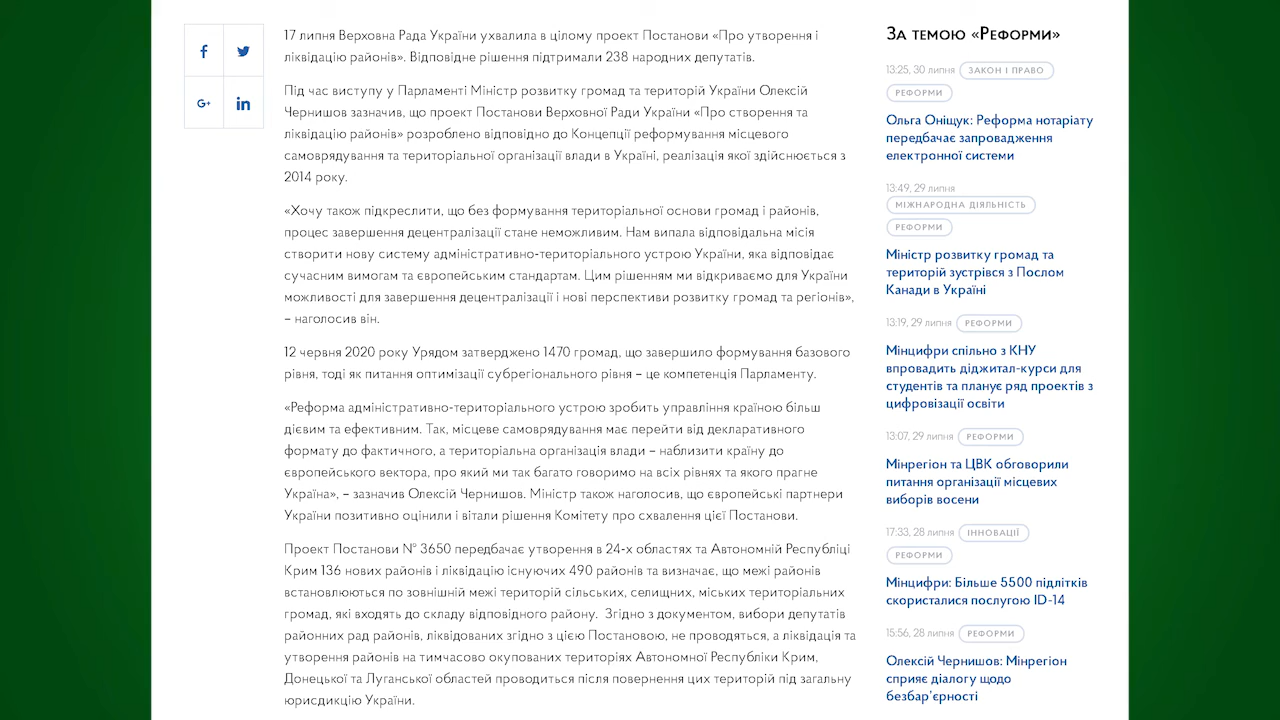 17 липня Верховна Рада України ухвалила в цілому проект Постанови «Про утворення і
ліквідацію районів». Відповідне рішення підтримали 238 народних депутатів.
Під час виступу у Парламенті Міністр розвитку громад та територій України Олексій
Чернишов зазначив, що проект Постанови Верховної Ради України «Про створення та
ліквідацію районів» розроблено відповідно до Концепції реформування місцевого
самоврядування та територіальної організації влади в Україні, реалізація якої здійснюється з
2014 року.
«Хочу також підкреслити, що без формування територіальної основи громад і районів,
процес завершення децентралізації стане неможливим. Нам випала відповідальна місія
створити нову систему адміністративно-територіального устрою України, яка відповідає
сучасним вимогам та європейським стандартам. Цим рішенням ми відкриваємо для України
можливості для завершення децентралізації і нові перспективи розвитку громад та регіонів»,
– наголосив він.
12 червня 2020 року Урядом затверджено 1470 громад, що завершило формування базового
рівня, тоді як питання оптимізації субрегіонального рівня – це компетенція Парламенту.
«Реформа адміністративно-територіального устрою зробить управління країною більш
дієвим та ефективним. Так, місцеве самоврядування має перейти від декларативного
формату до фактичного, а територіальна організація влади – наблизити країну до
європейського вектора, про який ми так багато говоримо на всіх рівнях та якого прагне
Україна», – зазначив Олексій Чернишов. Міністр також наголосив, що європейські партнери
України позитивно оцінили і вітали рішення Комітету про схвалення цієї Постанови.
Проект Постанови № 3650 передбачає утворення в 24-х областях та Автономній Республіці
Крим 136 нових районів і ліквідацію існуючих 490 районів та визначає, що межі районів
встановлюються по зовнішній межі територій сільських, селищних, міських територіальних
громад, які входять до складу відповідного району. Згідно з документом, вибори депутатів
районних рад районів, ліквідованих згідно з цією Постановою, не проводяться, а ліквідація та
утворення районів на тимчасово окупованих територіях Автономної Республіки Крим,
Донецької та Луганської областей проводиться після повернення цих територій під загальну
юрисдикцію України.
За темою «Реформи»
13:25, 30 липня ЗАКОН І ПРАВО
РЕФОРМИ
Ольга Оніщук: Реформа нотаріату
передбачає запровадження
електронної системи
13:49, 29 липня
МІЖНАРОДНА ДІЯЛЬНІСТЬ
РЕФОРМИ
Міністр розвитку громад та
територій зустрівся з Послом
Канади в Україні
13:19, 29 липня РЕФОРМИ
Мінцифри спільно з КНУ
впровадить діджитал-курси для
студентів та планує ряд проектів з
цифровізації освіти
13:07, 29 липня РЕФОРМИ
Мінрегіон та ЦВК обговорили
питання організації місцевих
виборів восени
17:33, 28 липня ІННОВАЦІЇ
РЕФОРМИ
Мінцифри: Більше 5500 підлітків
скористалися послугою ID-14
15:56, 28 липня РЕФОРМИ
Олексій Чернишов: Мінрегіон
сприяє діалогу щодо
безбар'єрності